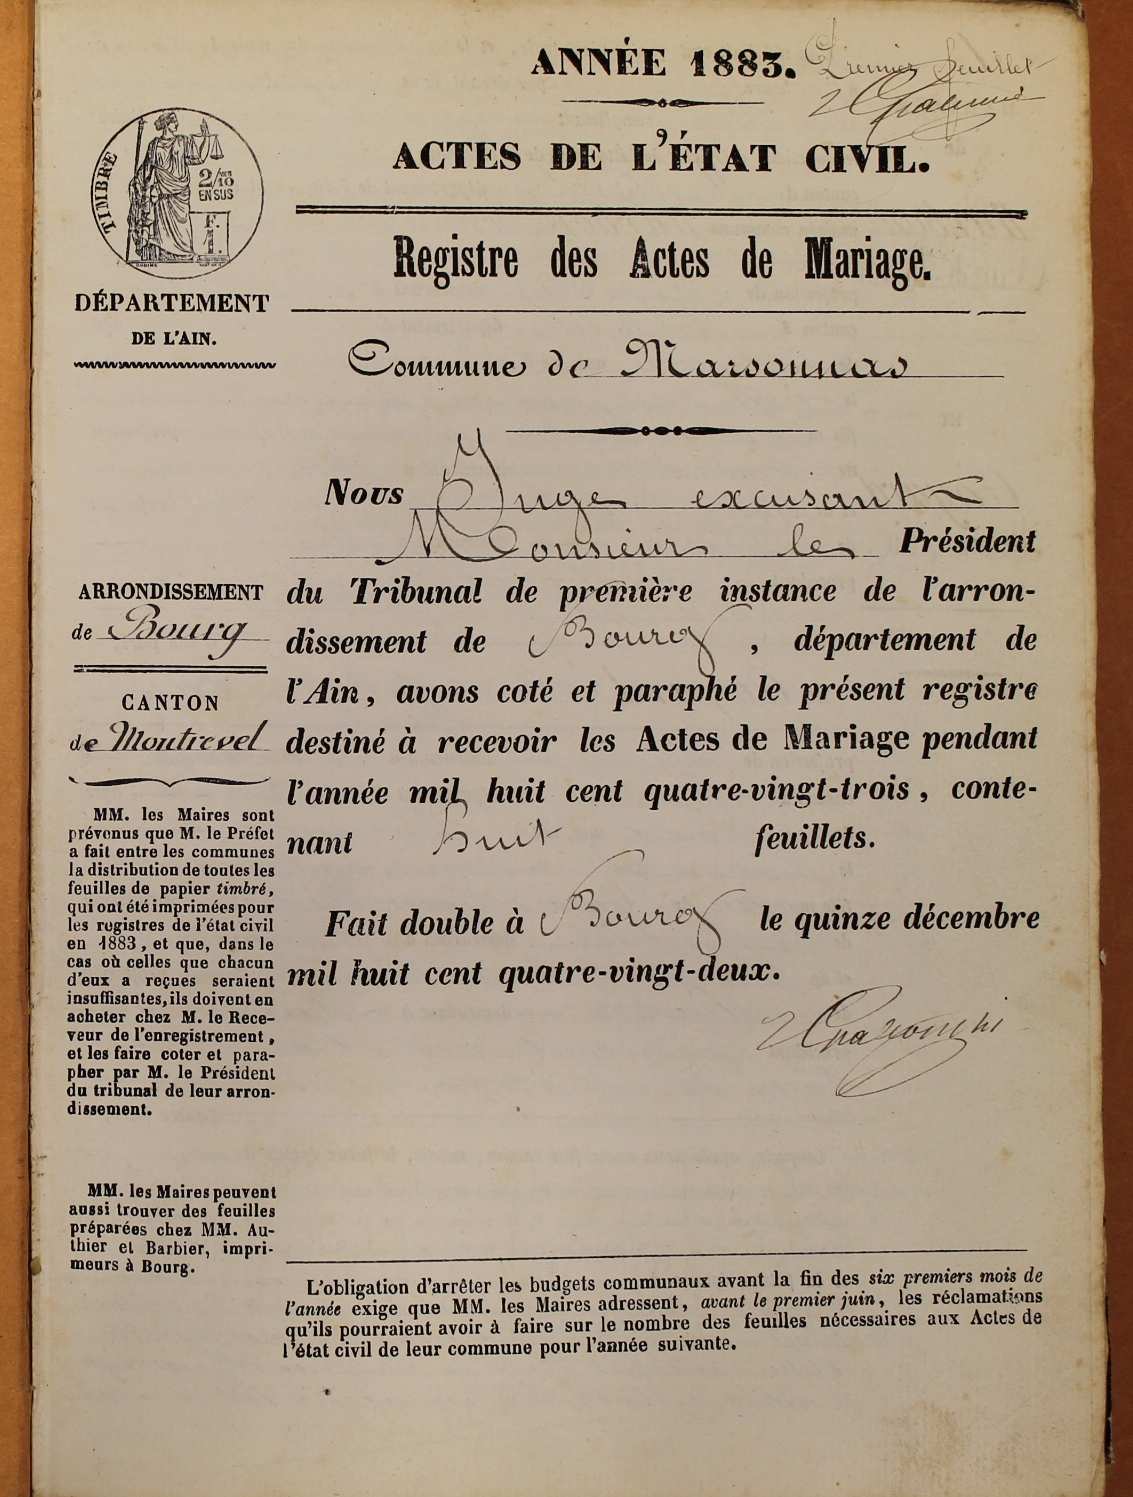 ANNÉE 1883.
Premier feuillet
ACTES DE L'ÉTAT CIVIL.
TIMBRE
2/10
EN SUS
F.
1.
Registre des Actes de Mariage.
DÉPARTEMENT
DE L'AIN.
Commune de Marsonnas
Nous Juge excusant
Monsieur le Président
du Tribunal de première instance de l'arron-
dissement de Bourg, département de
l'Ain, avons coté et paraphé le présent registre
destiné à recevoir les Actes de Mariage pendant
l'année mil huit cent quatre-vingt-trois, conte-
nant huit feuillets.
Fait double à Bourg le quinze décembre
mil huit cent quatre-vingt-deux.
ARRONDISSEMENT
de Bourg
CANTON
de Montrevel
MM. les Maires sont
prévenus que M. le Préfet
a fait entre les communes
la distribution de toutes les
feuilles de papier timbré,
qui ont été imprimées pour
les registres de l'état civil
en 1883, et que, dans le
cas où celles que chacun
d'eux a reçues seraient
insuffisantes, ils doivent en
acheter chez M. le Rece-
veur de l'enregistrement,
et les faire coter et para-
pher par M. le Président
du tribunal de leur arron-
dissement.
MM. les Maires peuvent
aussi trouver des feuilles
préparées chez MM. Au-
thier et Barbier, impri-
meurs à Bourg.
L'obligation d'arrêter les budgets communaux avant la fin des six premiers mois de
l'année exige que MM. les Maires adressent, avant le premier juin, les réclamations
qu'ils pourraient avoir à faire sur le nombre des feuilles nécessaires aux Actes de
l'état civil de leur commune pour l'année suivante.